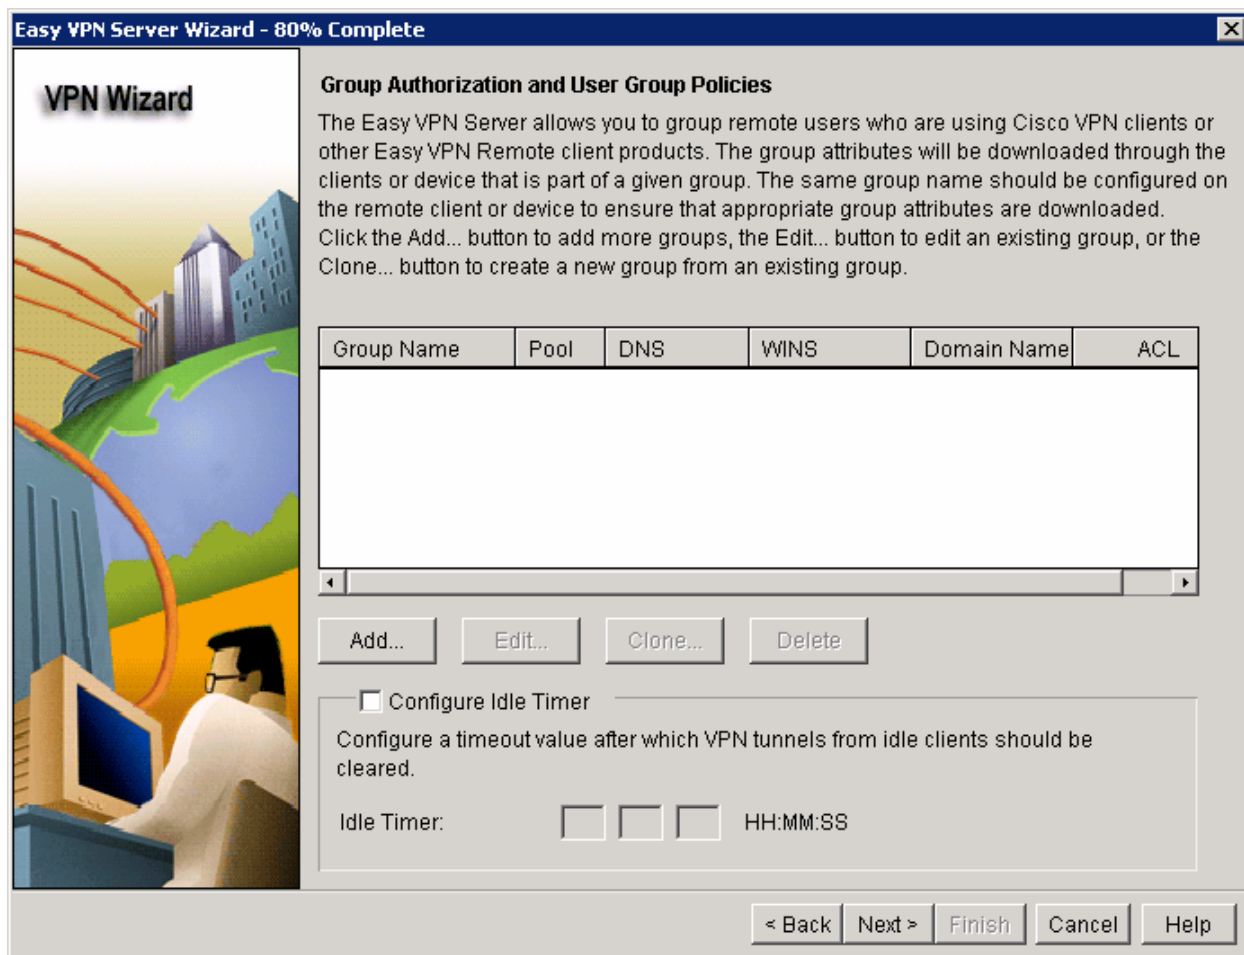 Easy VPN Server Wizard - 80% Complete
VPN Wizard
Group Authorization and User Group Policies
The Easy VPN Server allows you to group remote users who are using Cisco VPN clients or
other Easy VPN Remote client products. The group attributes will be downloaded through the
clients or device that is part of a given group. The same group name should be configured on
the remote client or device to ensure that appropriate group attributes are downloaded.
Click the Add... button to add more groups, the Edit... button to edit an existing group, or the
Clone... button to create a new group from an existing group.
Group Name Pool DNS WINS Domain Name ACL
Add... Edit... Clone... Delete
Configure Idle Timer
Configure a timeout value after which VPN tunnels from idle clients should be
cleared.
Idle Timer: HH:MM:SS
< Back Next > Finish Cancel Help